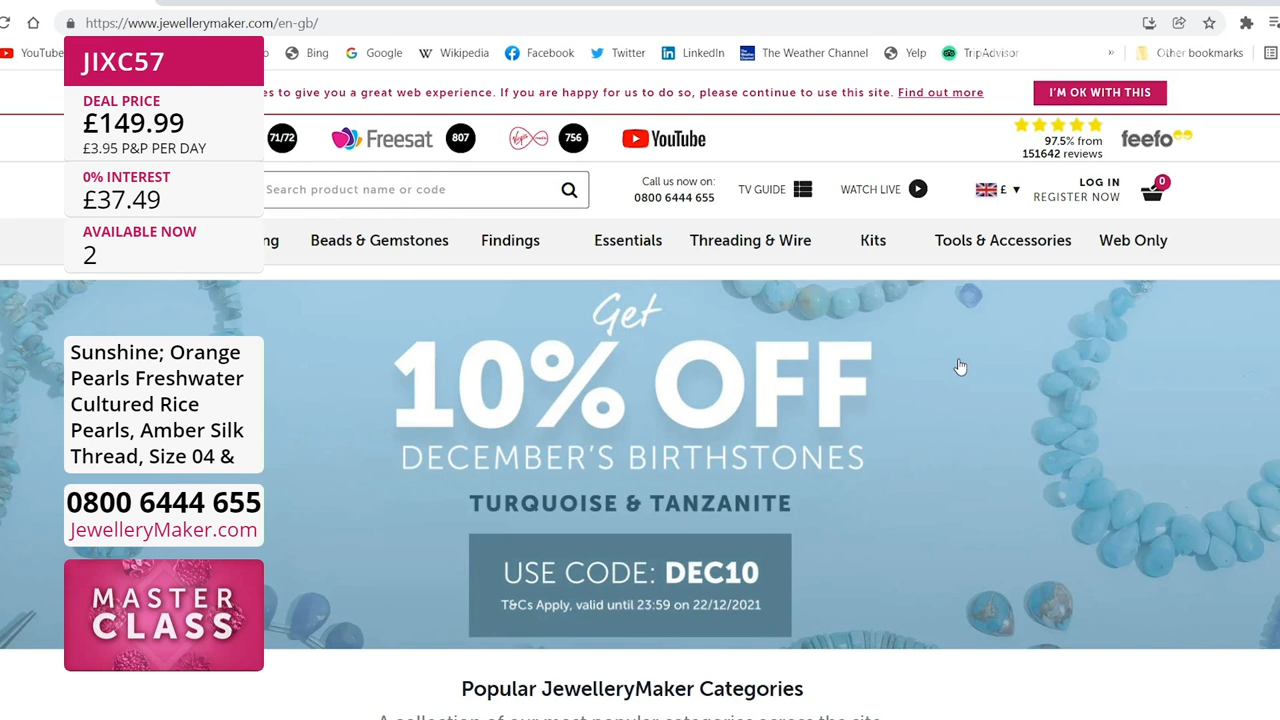 https://www.jewellerymaker.com/en-gb/
YouTube
Bing
Google
Wikipedia
Facebook
Twitter
LinkedIn
The Weather Channel
Yelp
TripAdvisor
»
Other bookmarks
JIXC57
DEAL PRICE
£149.99
£3.95 P&P PER DAY
0% INTEREST
£37.49
AVAILABLE NOW
2
es to give you a great web experience. If you are happy for us to do so, please continue to use this site. Find out more
I'M OK WITH THIS
71/72
Freesat
807
756
YouTube
97.5% from
151642 reviews
feefo
Search product name or code
Call us now on:
0800 6444 655
TV GUIDE
WATCH LIVE
£ ▼
LOG IN
REGISTER NOW
0
ng
Beads & Gemstones
Findings
Essentials
Threading & Wire
Kits
Tools & Accessories
Web Only
Get
10% OFF
DECEMBER'S BIRTHSTONES
TURQUOISE & TANZANITE
USE CODE: DEC10
T&Cs Apply, valid until 23:59 on 22/12/2021
Sunshine; Orange
Pearls Freshwater
Cultured Rice
Pearls, Amber Silk
Thread, Size 04 &
0800 6444 655
JewelleryMaker.com
MASTER
CLASS
Popular JewelleryMaker Categories
A collection of our most popular categories across the site